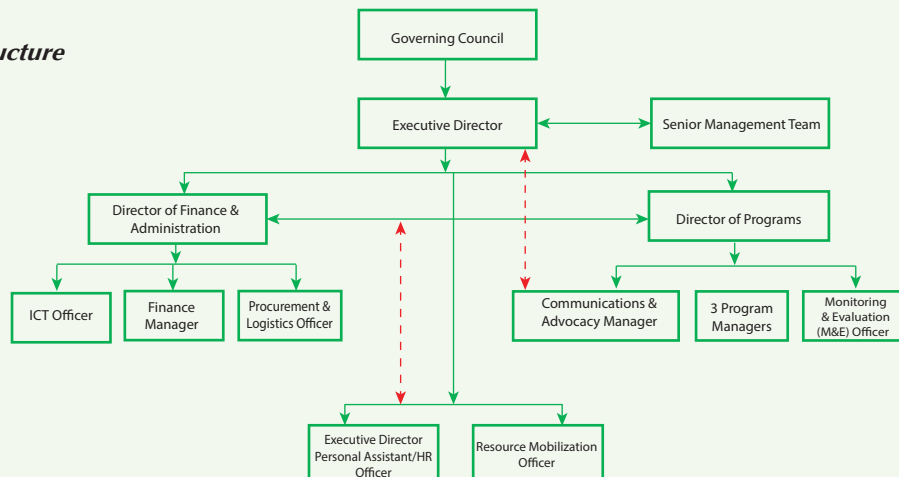 Governing Council
ucture
Executive Director
Senior Management Team
Director of Finance &
Administration
Director of Programs
ICT Officer
Finance
Manager
Procurement &
Logistics Officer
Communications &
Advocacy Manager
3 Program
Managers
Monitoring
& Evaluation
(M&E) Officer
Executive Director
Personal Assistant/HR
Officer
Resource Mobilization
Officer